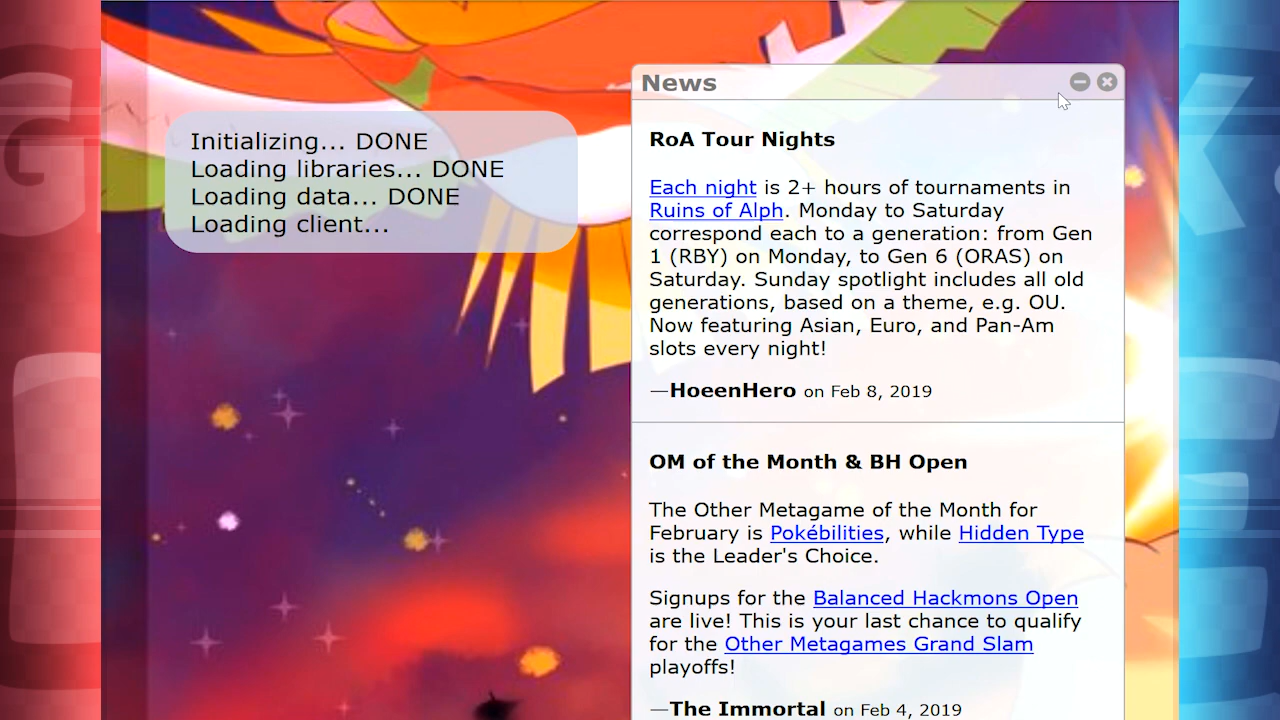 Initializing... DONE
Loading libraries... DONE
Loading data... DONE
Loading client...
News
RoA Tour Nights
Each night is 2+ hours of tournaments in
Ruins of Alph. Monday to Saturday
correspond each to a generation: from Gen
1 (RBY) on Monday, to Gen 6 (ORAS) on
Saturday. Sunday spotlight includes all old
generations, based on a theme, e.g. OU.
Now featuring Asian, Euro, and Pan-Am
slots every night!
—HoeenHero on Feb 8, 2019
OM of the Month & BH Open
The Other Metagame of the Month for
February is Pokébilities, while Hidden Type
is the Leader's Choice.
Signups for the Balanced Hackmons Open
are live! This is your last chance to qualify
for the Other Metagames Grand Slam
playoffs!
—The Immortal on Feb 4, 2019